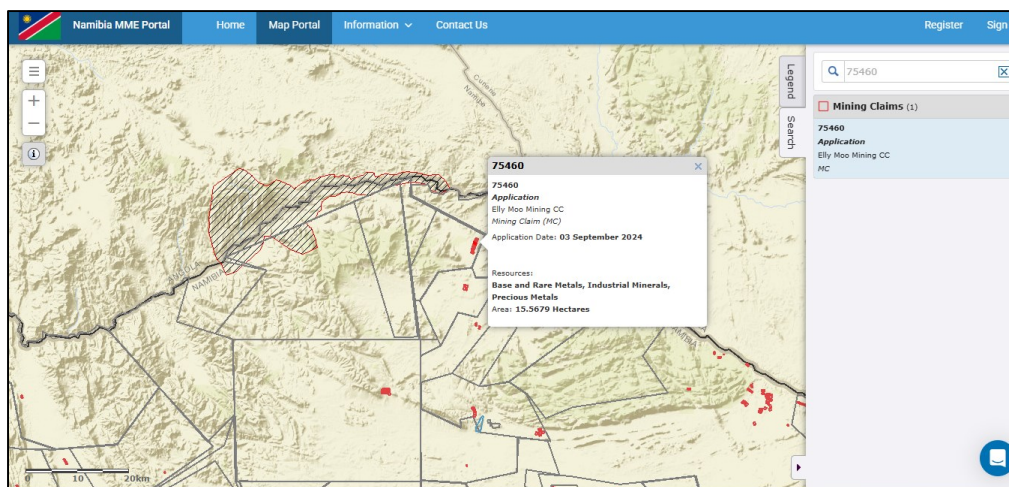 Namibia MME Portal
Home
Map Portal
Information
Contact Us
Register
Sign
Legend
Search
75460
Mining Claims (1)
75460
Application
Elly Moo Mining CC
MC
75460
75460
Application
Elly Moo Mining CC
Mining Claim (MC)
Application Date: 03 September 2024
Resources:
Base and Rare Metals, Industrial Minerals,
Precious Metals
Area: 15.5679 Hectares
Cunene
Namibe
ANGOLA
NAMIBIA
NAMIBIA
0 10 20km